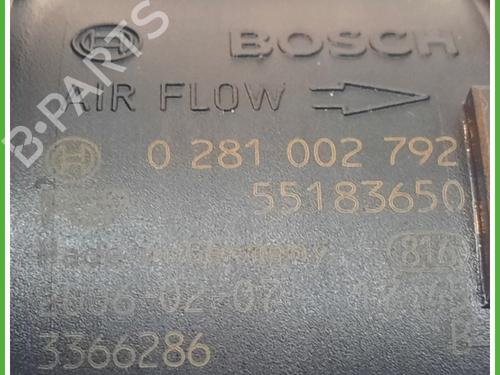 BOSCH
AIR FLOW
0 281 002 792
55183650
Made in Germany
816
2006-02-07
B
3366286
B-PARTS